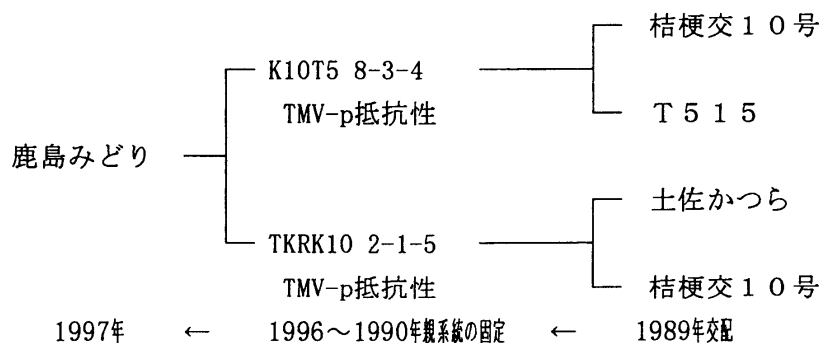 桔梗交１０号
K10T5 8-3-4
TMV-p抵抗性
Ｔ５１５
鹿島みどり
土佐かつら
TKRK10 2-1-5
TMV-p抵抗性
桔梗交１０号
1997年 ← 1996～1990年親系統の固定 ← 1989年交配